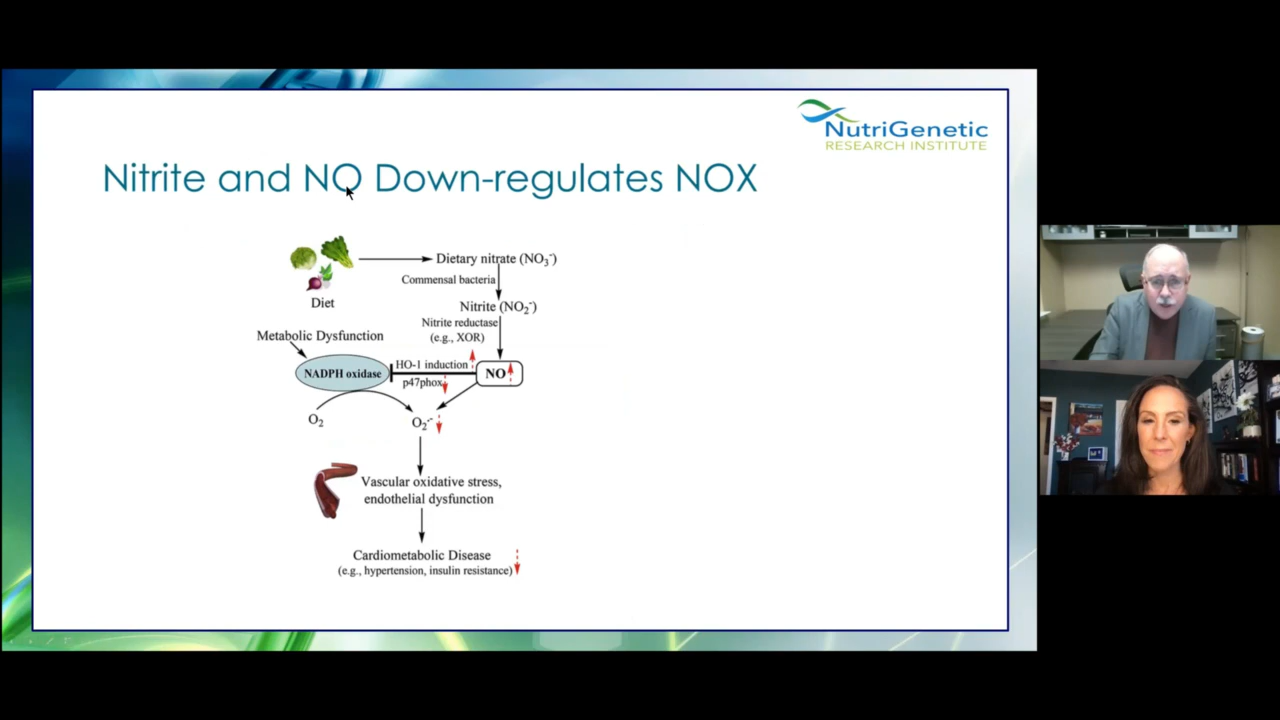 NutriGenetic
RESEARCH INSTITUTE
Nitrite and NO Down-regulates NOX
Dietary nitrate (NO₃⁻)
Commensal bacteria
Diet
Nitrite (NO₂⁻)
Nitrite reductase
(e.g., XOR)
Metabolic Dysfunction
HO-1 induction
NADPH oxidase
NO
p47phox
O₂
O₂·⁻
Vascular oxidative stress,
endothelial dysfunction
Cardiometabolic Disease
(e.g., hypertension, insulin resistance)